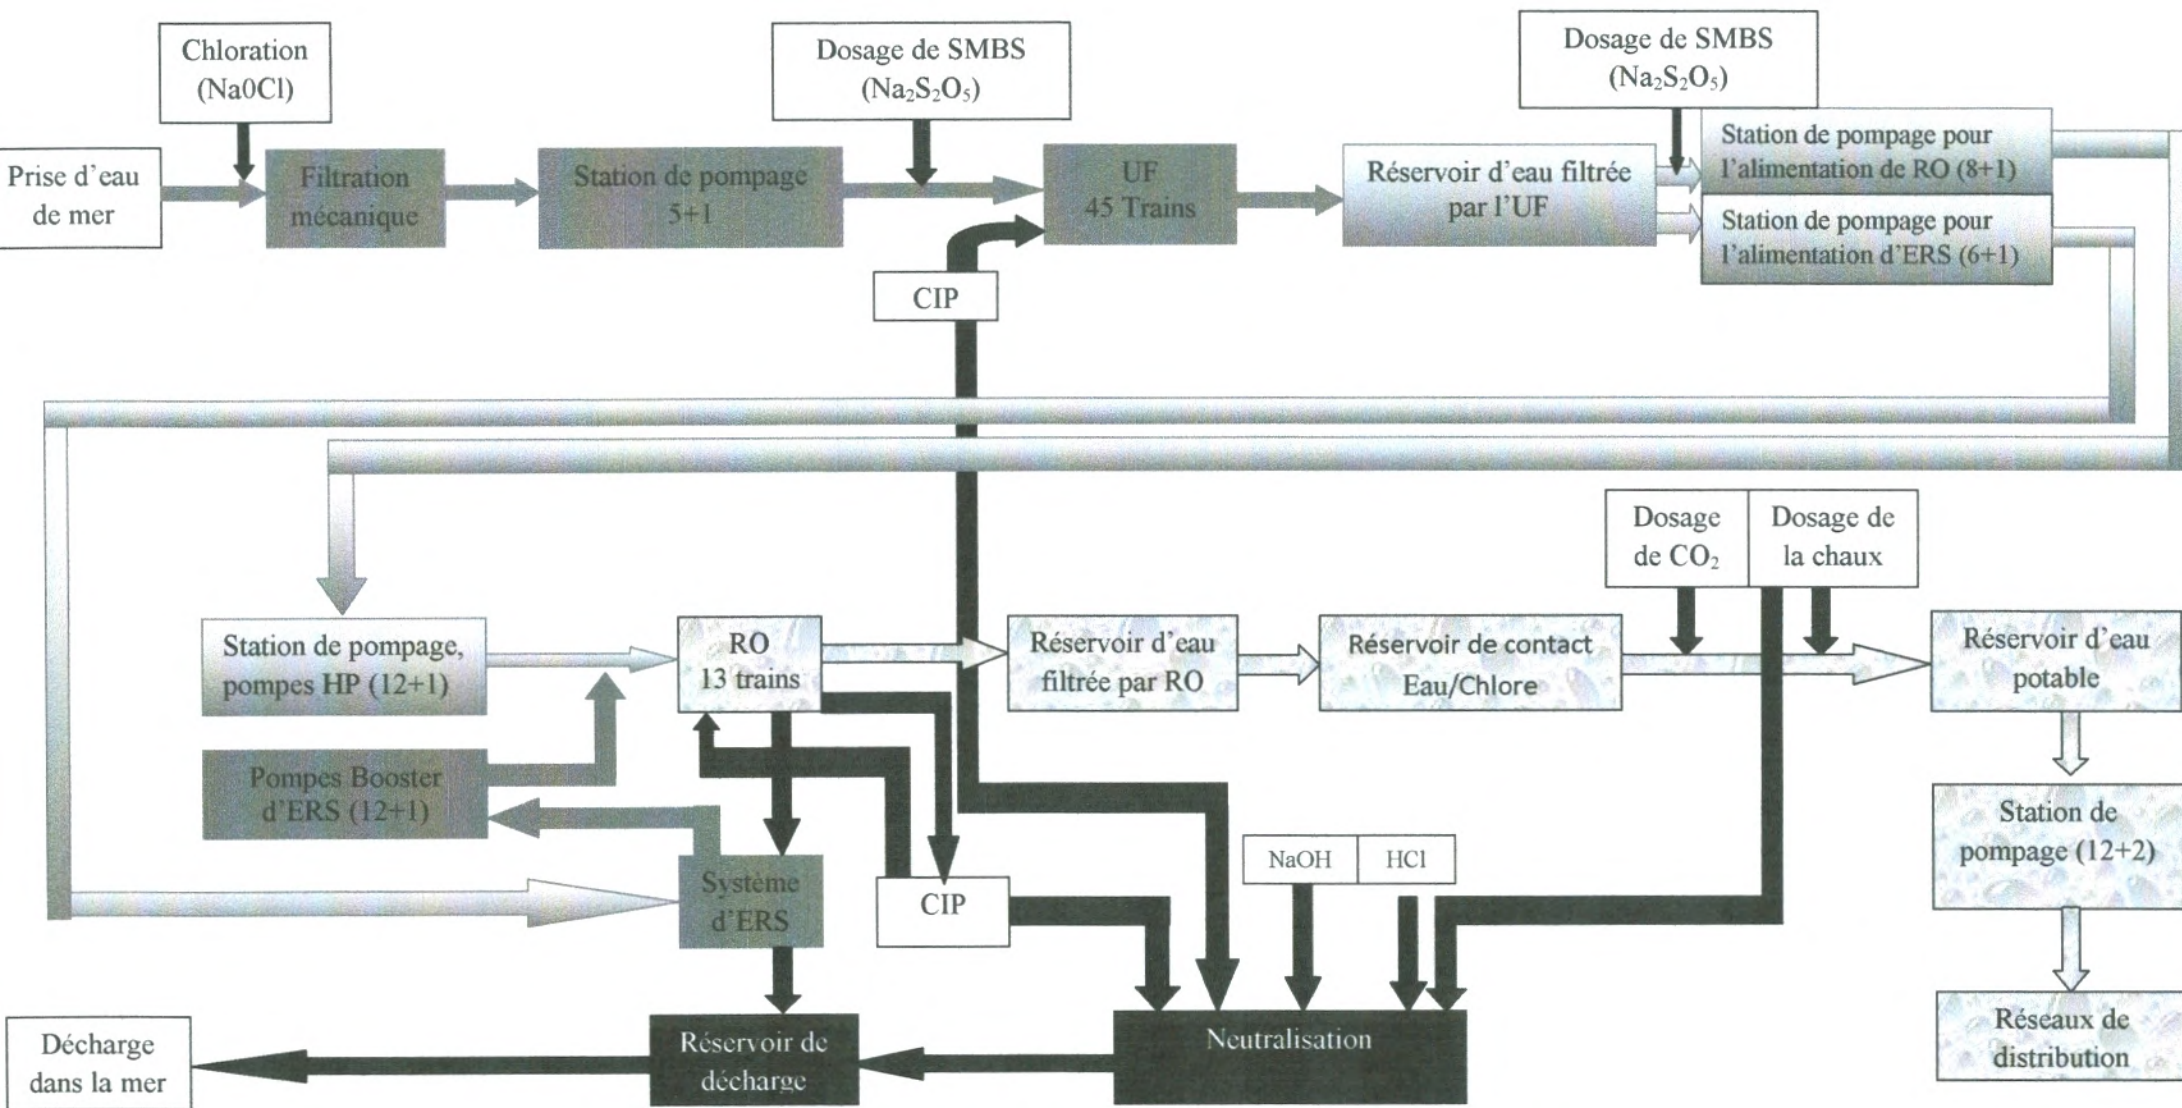 Chloration
(Na0Cl)
Dosage de SMBS
(Na₂S₂O₅)
Dosage de SMBS
(Na₂S₂O₅)
Prise d'eau
de mer
Filtration
mécanique
Station de pompage
5+1
UF
45 Trains
Réservoir d'eau filtrée
par l'UF
Station de pompage pour
l'alimentation de RO (8+1)
Station de pompage pour
l'alimentation d'ERS (6+1)
CIP
Dosage
de CO₂
Dosage de
la chaux
Station de pompage,
pompes HP (12+1)
RO
13 trains
Réservoir d'eau
filtrée par RO
Réservoir de contact
Eau/Chlore
Réservoir d'eau
potable
Pompes Booster
d'ERS (12+1)
Station de
pompage (12+2)
Système
d'ERS
CIP
NaOH
HCl
Décharge
dans la mer
Réservoir de
décharge
Neutralisation
Réseaux de
distribution